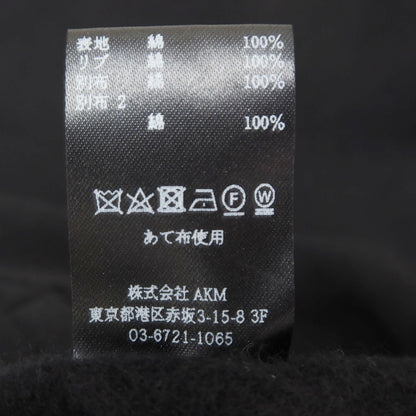 表地 綿 100%
リブ 綿 100%
別布 綿 100%
別布 2
綿 100%
F W
あて布使用
株式会社 AKM
東京都港区赤坂3-15-8 3F
03-6721-1065